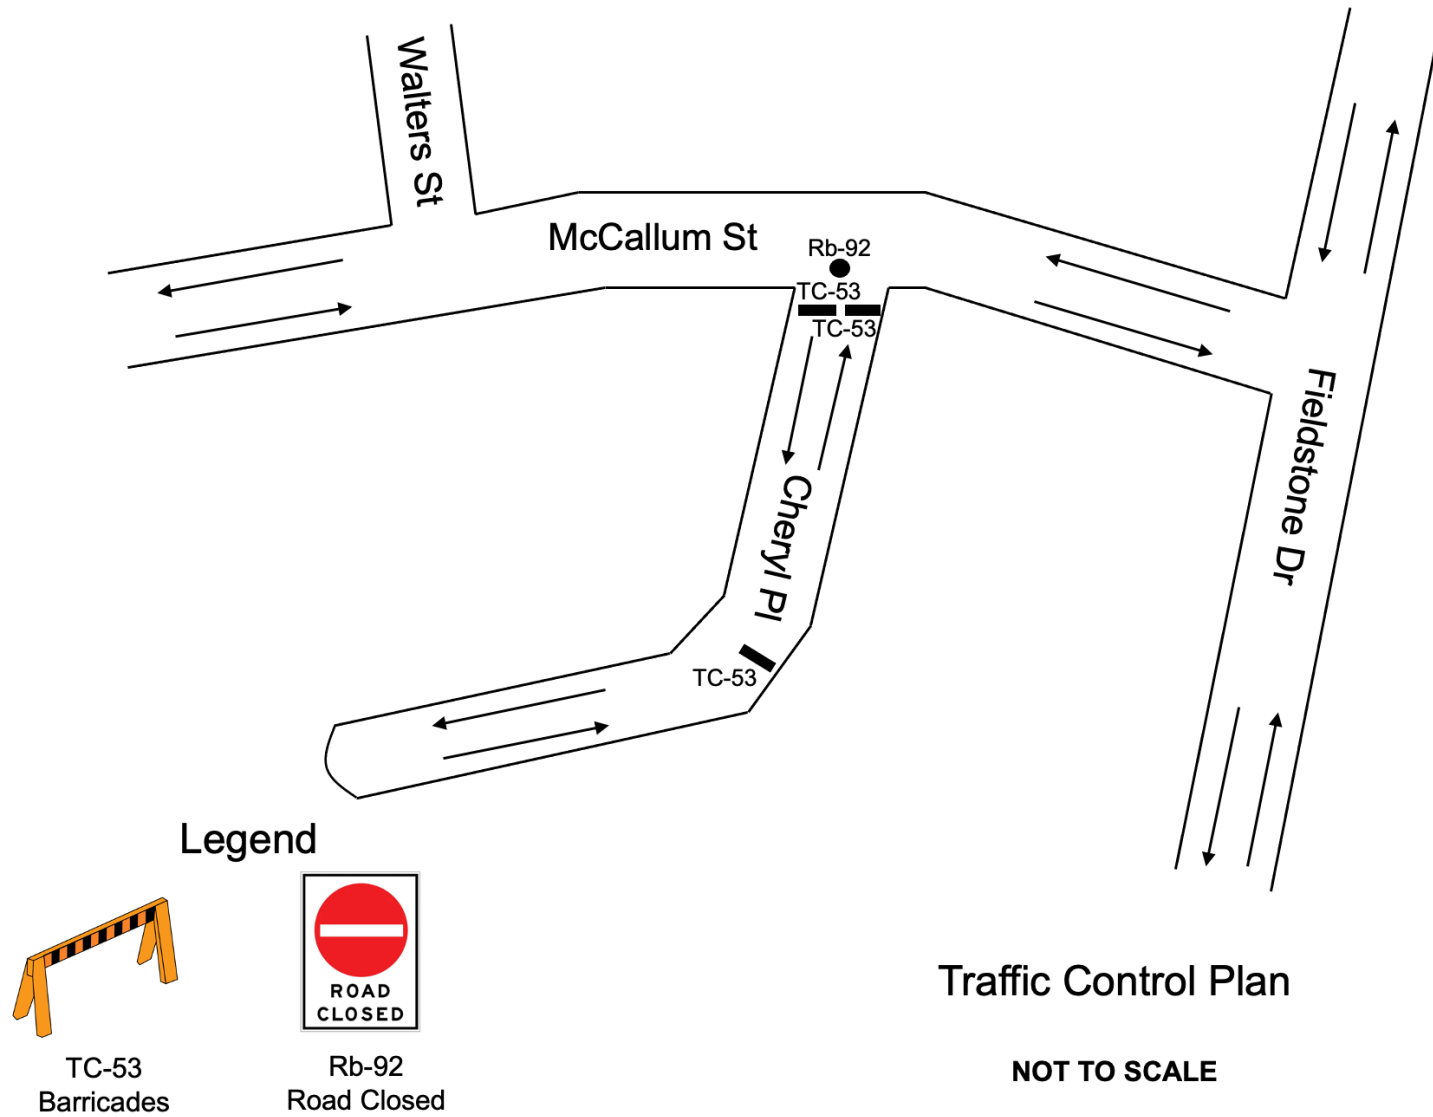 Walters St
McCallum St
Rb-92
TC-53
TC-53
Fieldstone Dr
Cheryl Pl
TC-53
Legend
ROAD
CLOSED
TC-53
Barricades
Rb-92
Road Closed
Traffic Control Plan
NOT TO SCALE